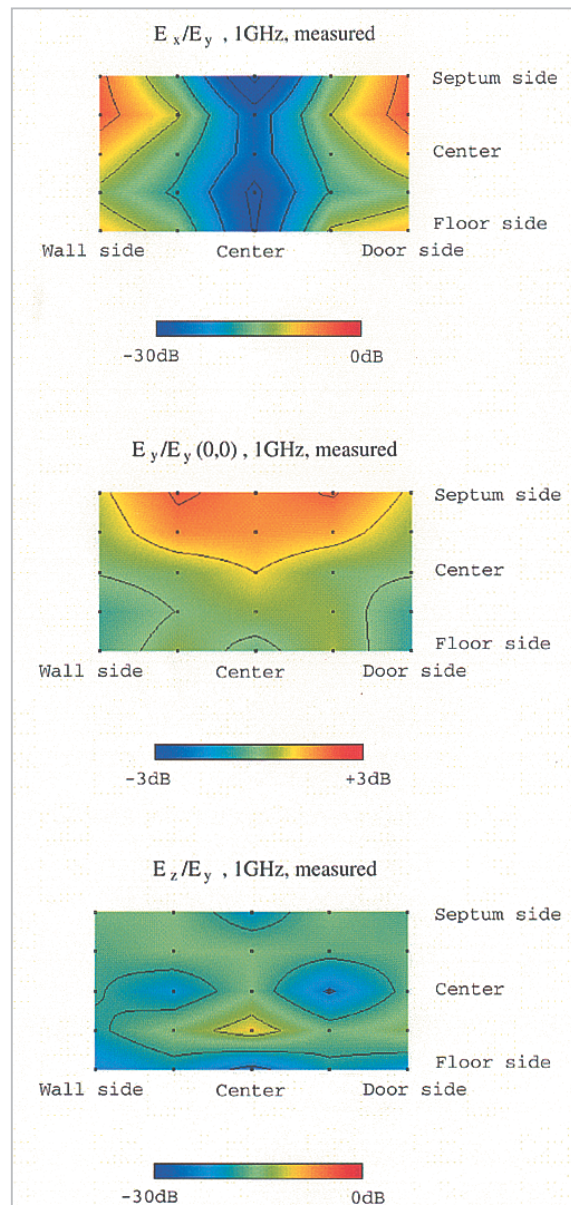 Ex/Ey , 1GHz, measured
Septum side
Center
Floor side
Wall side Center Door side
-30dB 0dB
Ey/Ey(0,0) , 1GHz, measured
Septum side
Center
Floor side
Wall side Center Door side
-3dB +3dB
Ez/Ey , 1GHz, measured
Septum side
Center
Floor side
Wall side Center Door side
-30dB 0dB